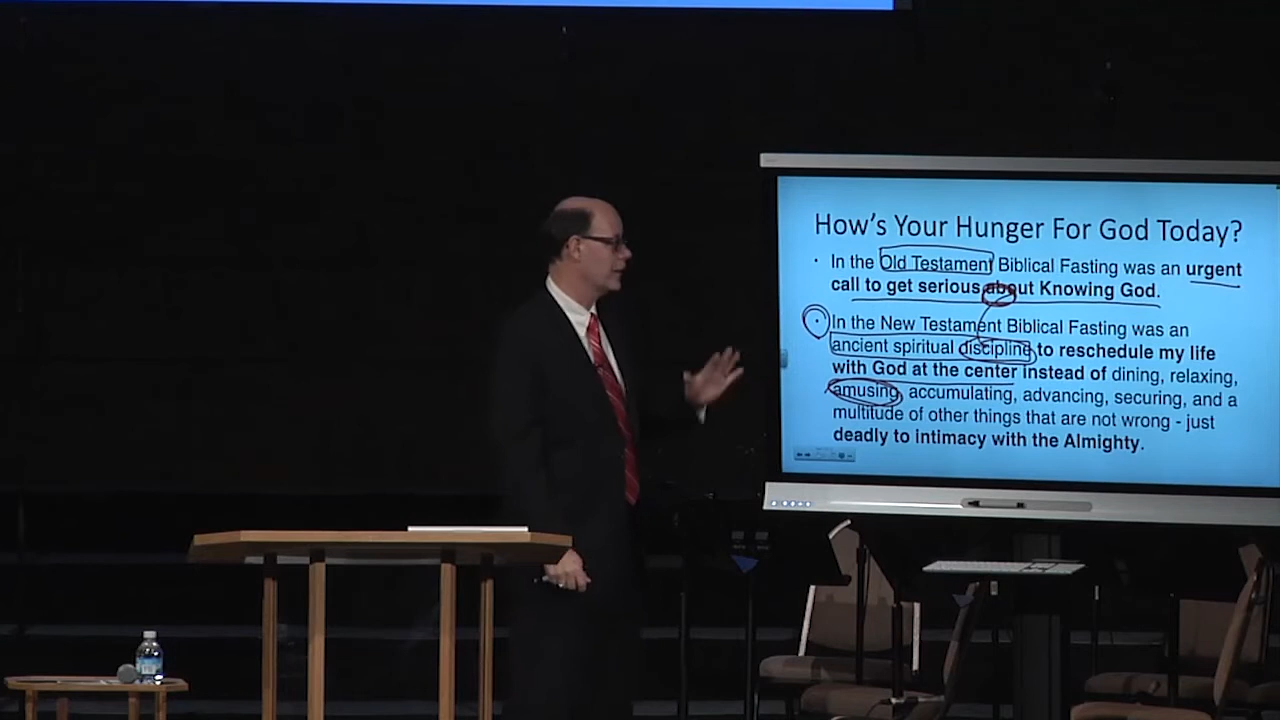 How's Your Hunger For God Today?
· In the Old Testament Biblical Fasting was an urgent
call to get serious about Knowing God.
· In the New Testament Biblical Fasting was an
ancient spiritual discipline to reschedule my life
with God at the center instead of dining, relaxing,
amusing, accumulating, advancing, securing, and a
multitude of other things that are not wrong - just
deadly to intimacy with the Almighty.